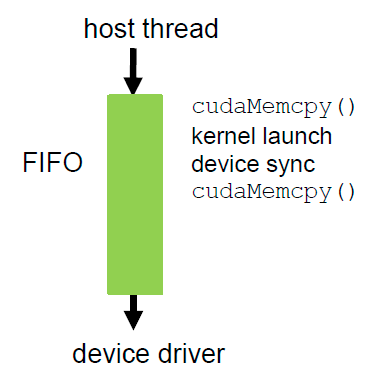 host thread
cudaMemcpy()
kernel launch
FIFO
device sync
cudaMemcpy()
device driver